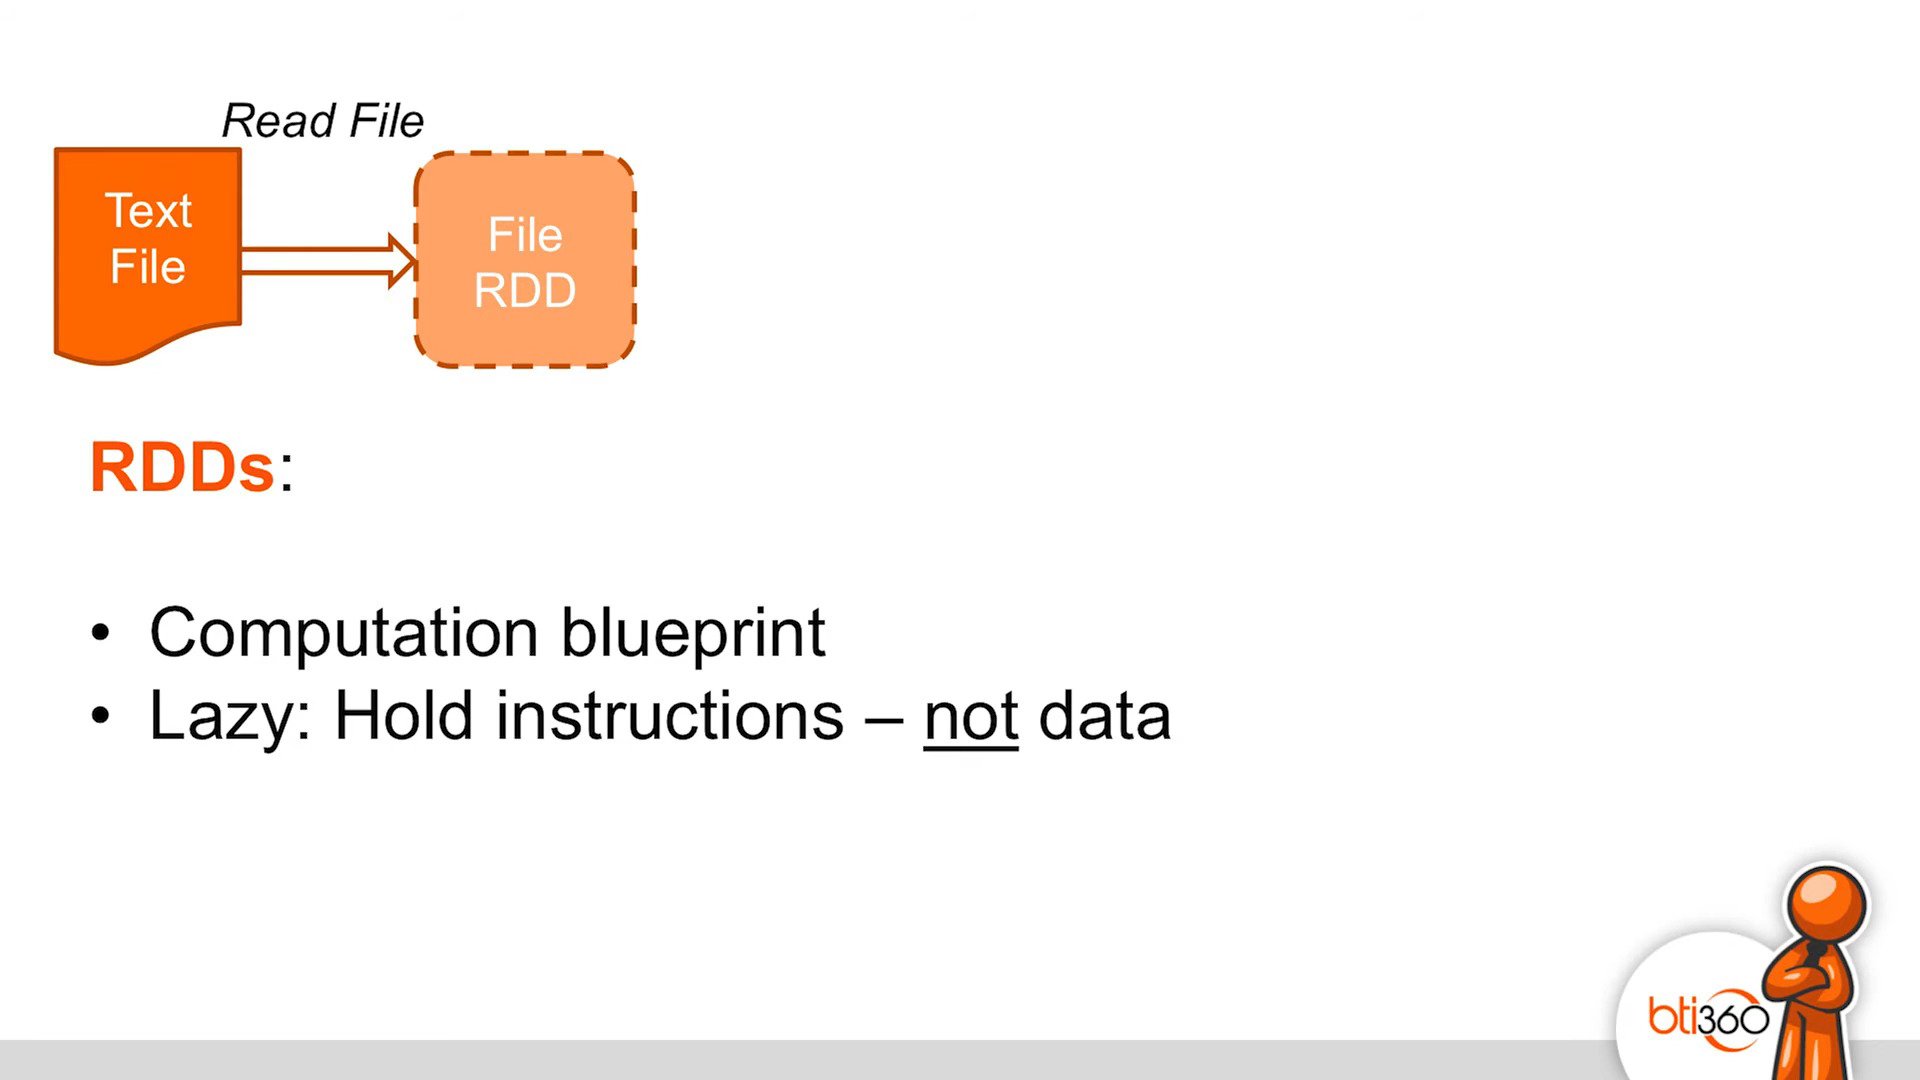 Read File
Text
File
File
RDD
RDDs:
• Computation blueprint
• Lazy: Hold instructions – not data
bti360